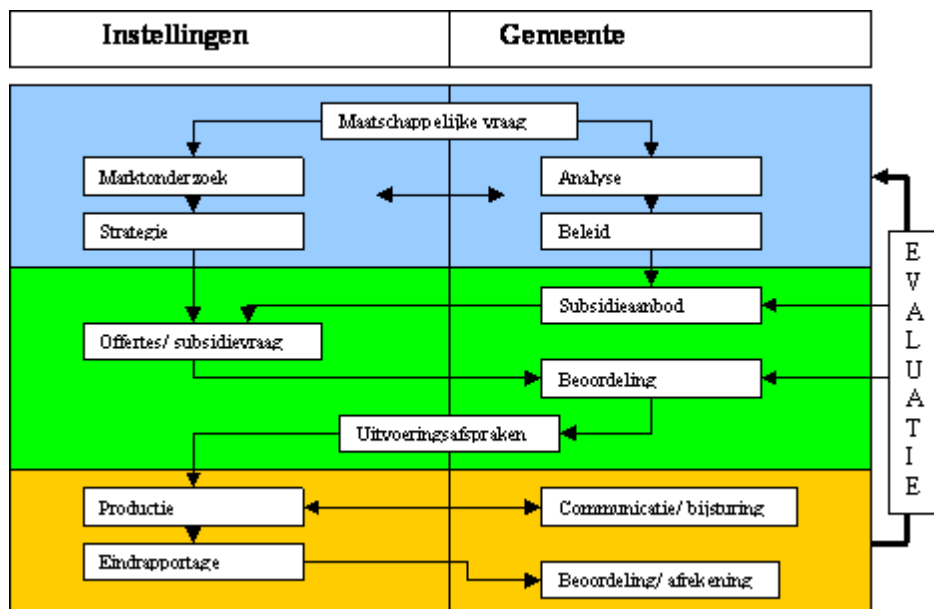 Instellingen
Gemeente
Maatschappelijke vraag
Marktonderzoek
Analyse
Strategie
Beleid
Subsidieaanbod
Offertes/ subsidievraag
Beoordeling
Uitvoeringsafspraken
Productie
Communicatie/ bijsturing
Eindrapportage
Beoordeling/ afrekening
E
V
A
L
U
A
T
I
E